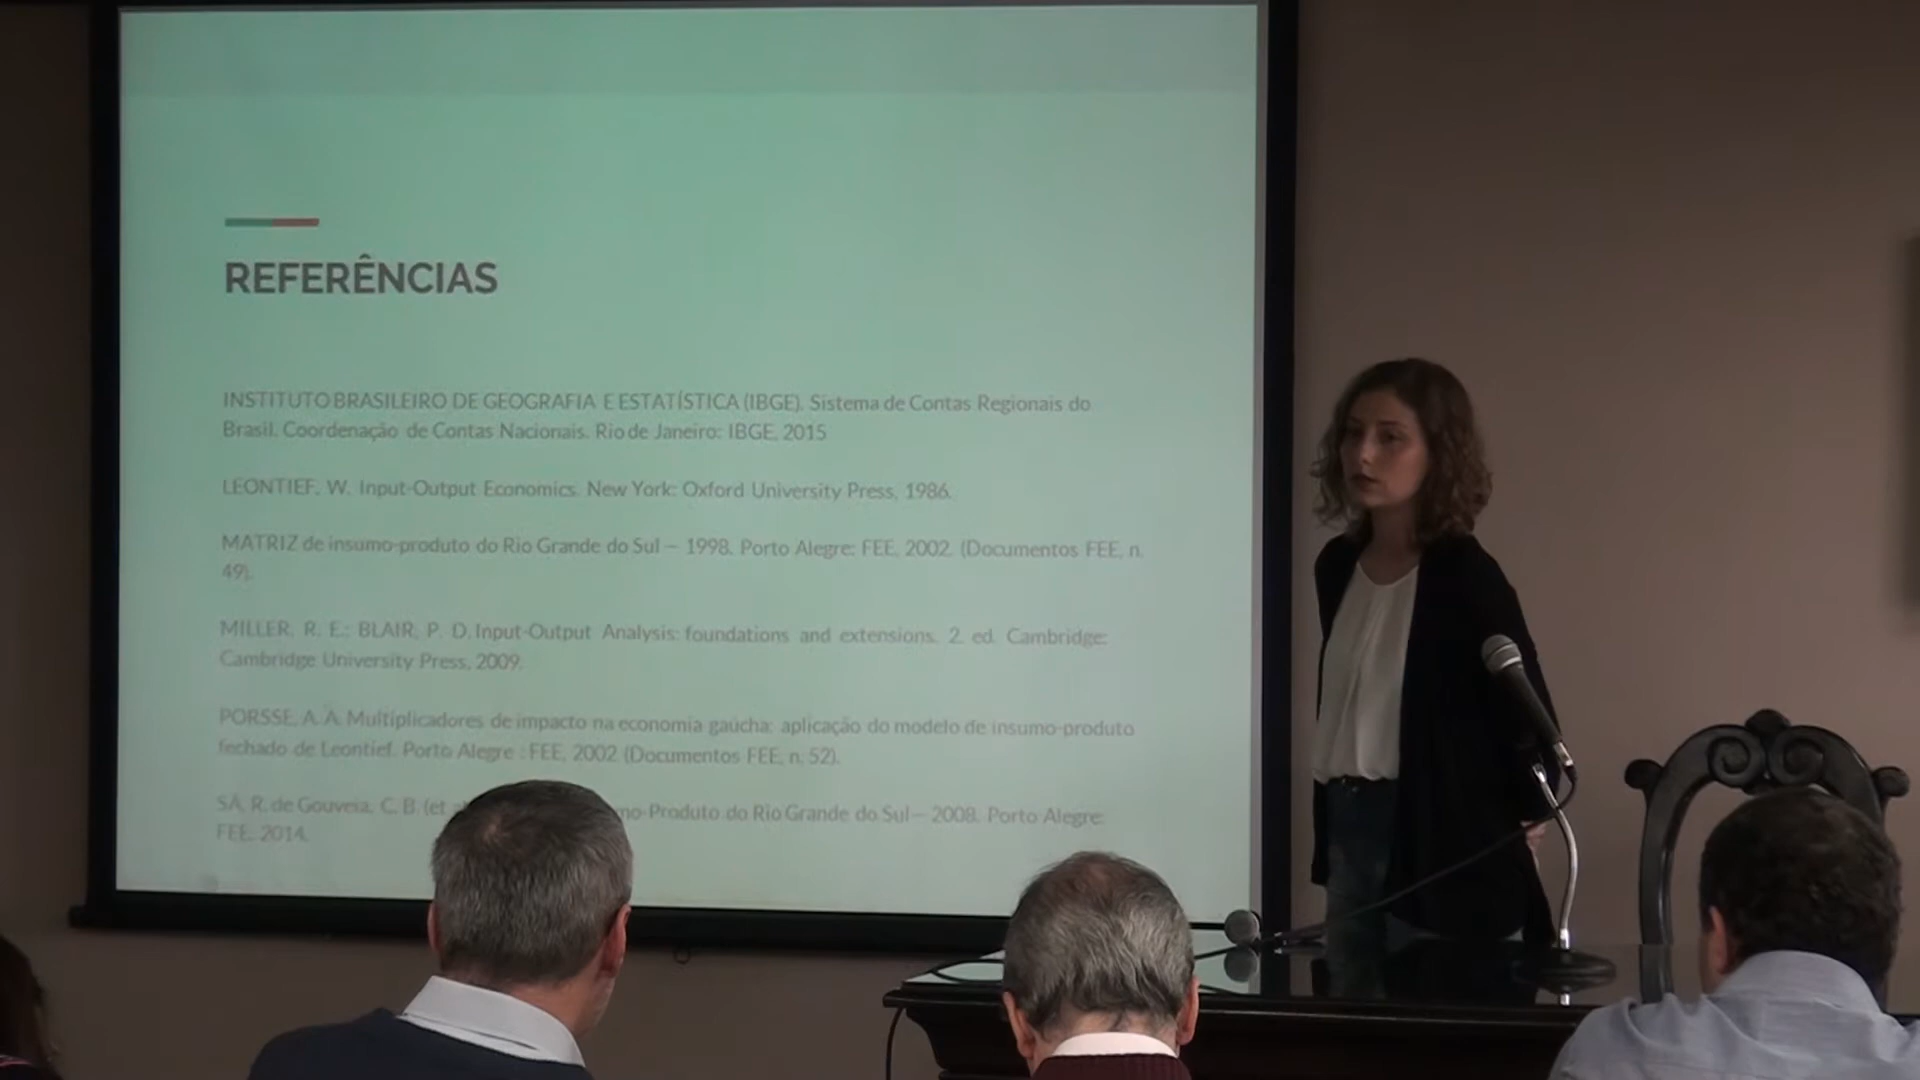 REFERÊNCIAS
INSTITUTO BRASILEIRO DE GEOGRAFIA E ESTATÍSTICA (IBGE). Sistema de Contas Regionais do
Brasil. Coordenação de Contas Nacionais. Rio de Janeiro: IBGE, 2015
LEONTIEF, W. Input-Output Economics. New York: Oxford University Press, 1986.
MATRIZ de insumo-produto do Rio Grande do Sul – 1998. Porto Alegre: FEE, 2002. (Documentos FEE, n.
49).
MILLER, R. E.; BLAIR, P. D. Input-Output Analysis: foundations and extensions. 2. ed. Cambridge:
Cambridge University Press, 2009.
PORSSE, A. A. Multiplicadores de impacto na economia gaúcha: aplicação do modelo de insumo-produto
fechado de Leontief. Porto Alegre : FEE, 2002 (Documentos FEE, n. 52).
SÁ, R. de Gouveia, C. B. (et mo-Produto do Rio Grande do Sul – 2008. Porto Alegre:
FEE, 2014.